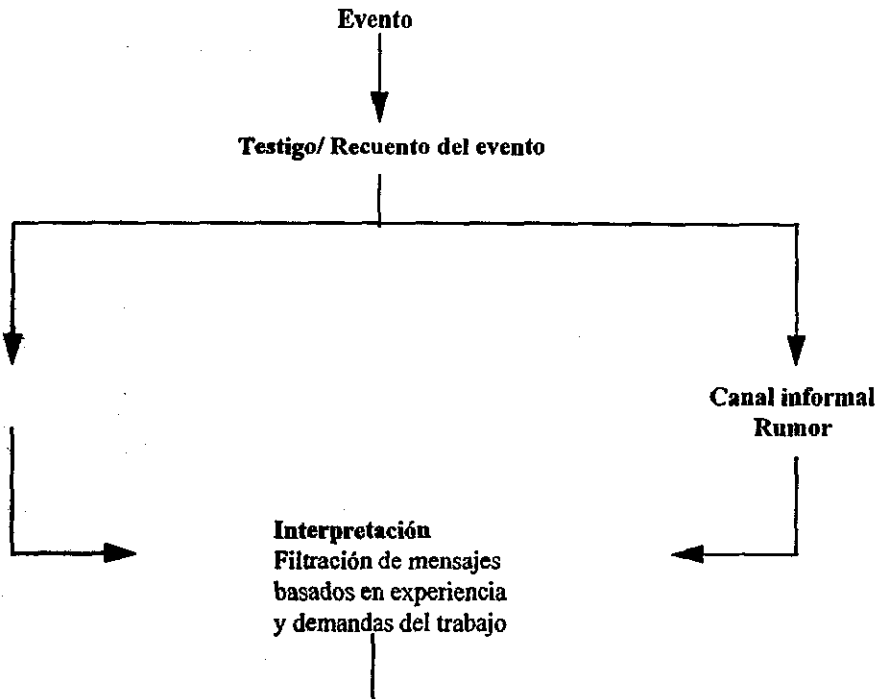 Evento
Testigo/ Recuento del evento
Canal informal
Rumor
Interpretación
Filtración de mensajes
basados en experiencia
y demandas del trabajo